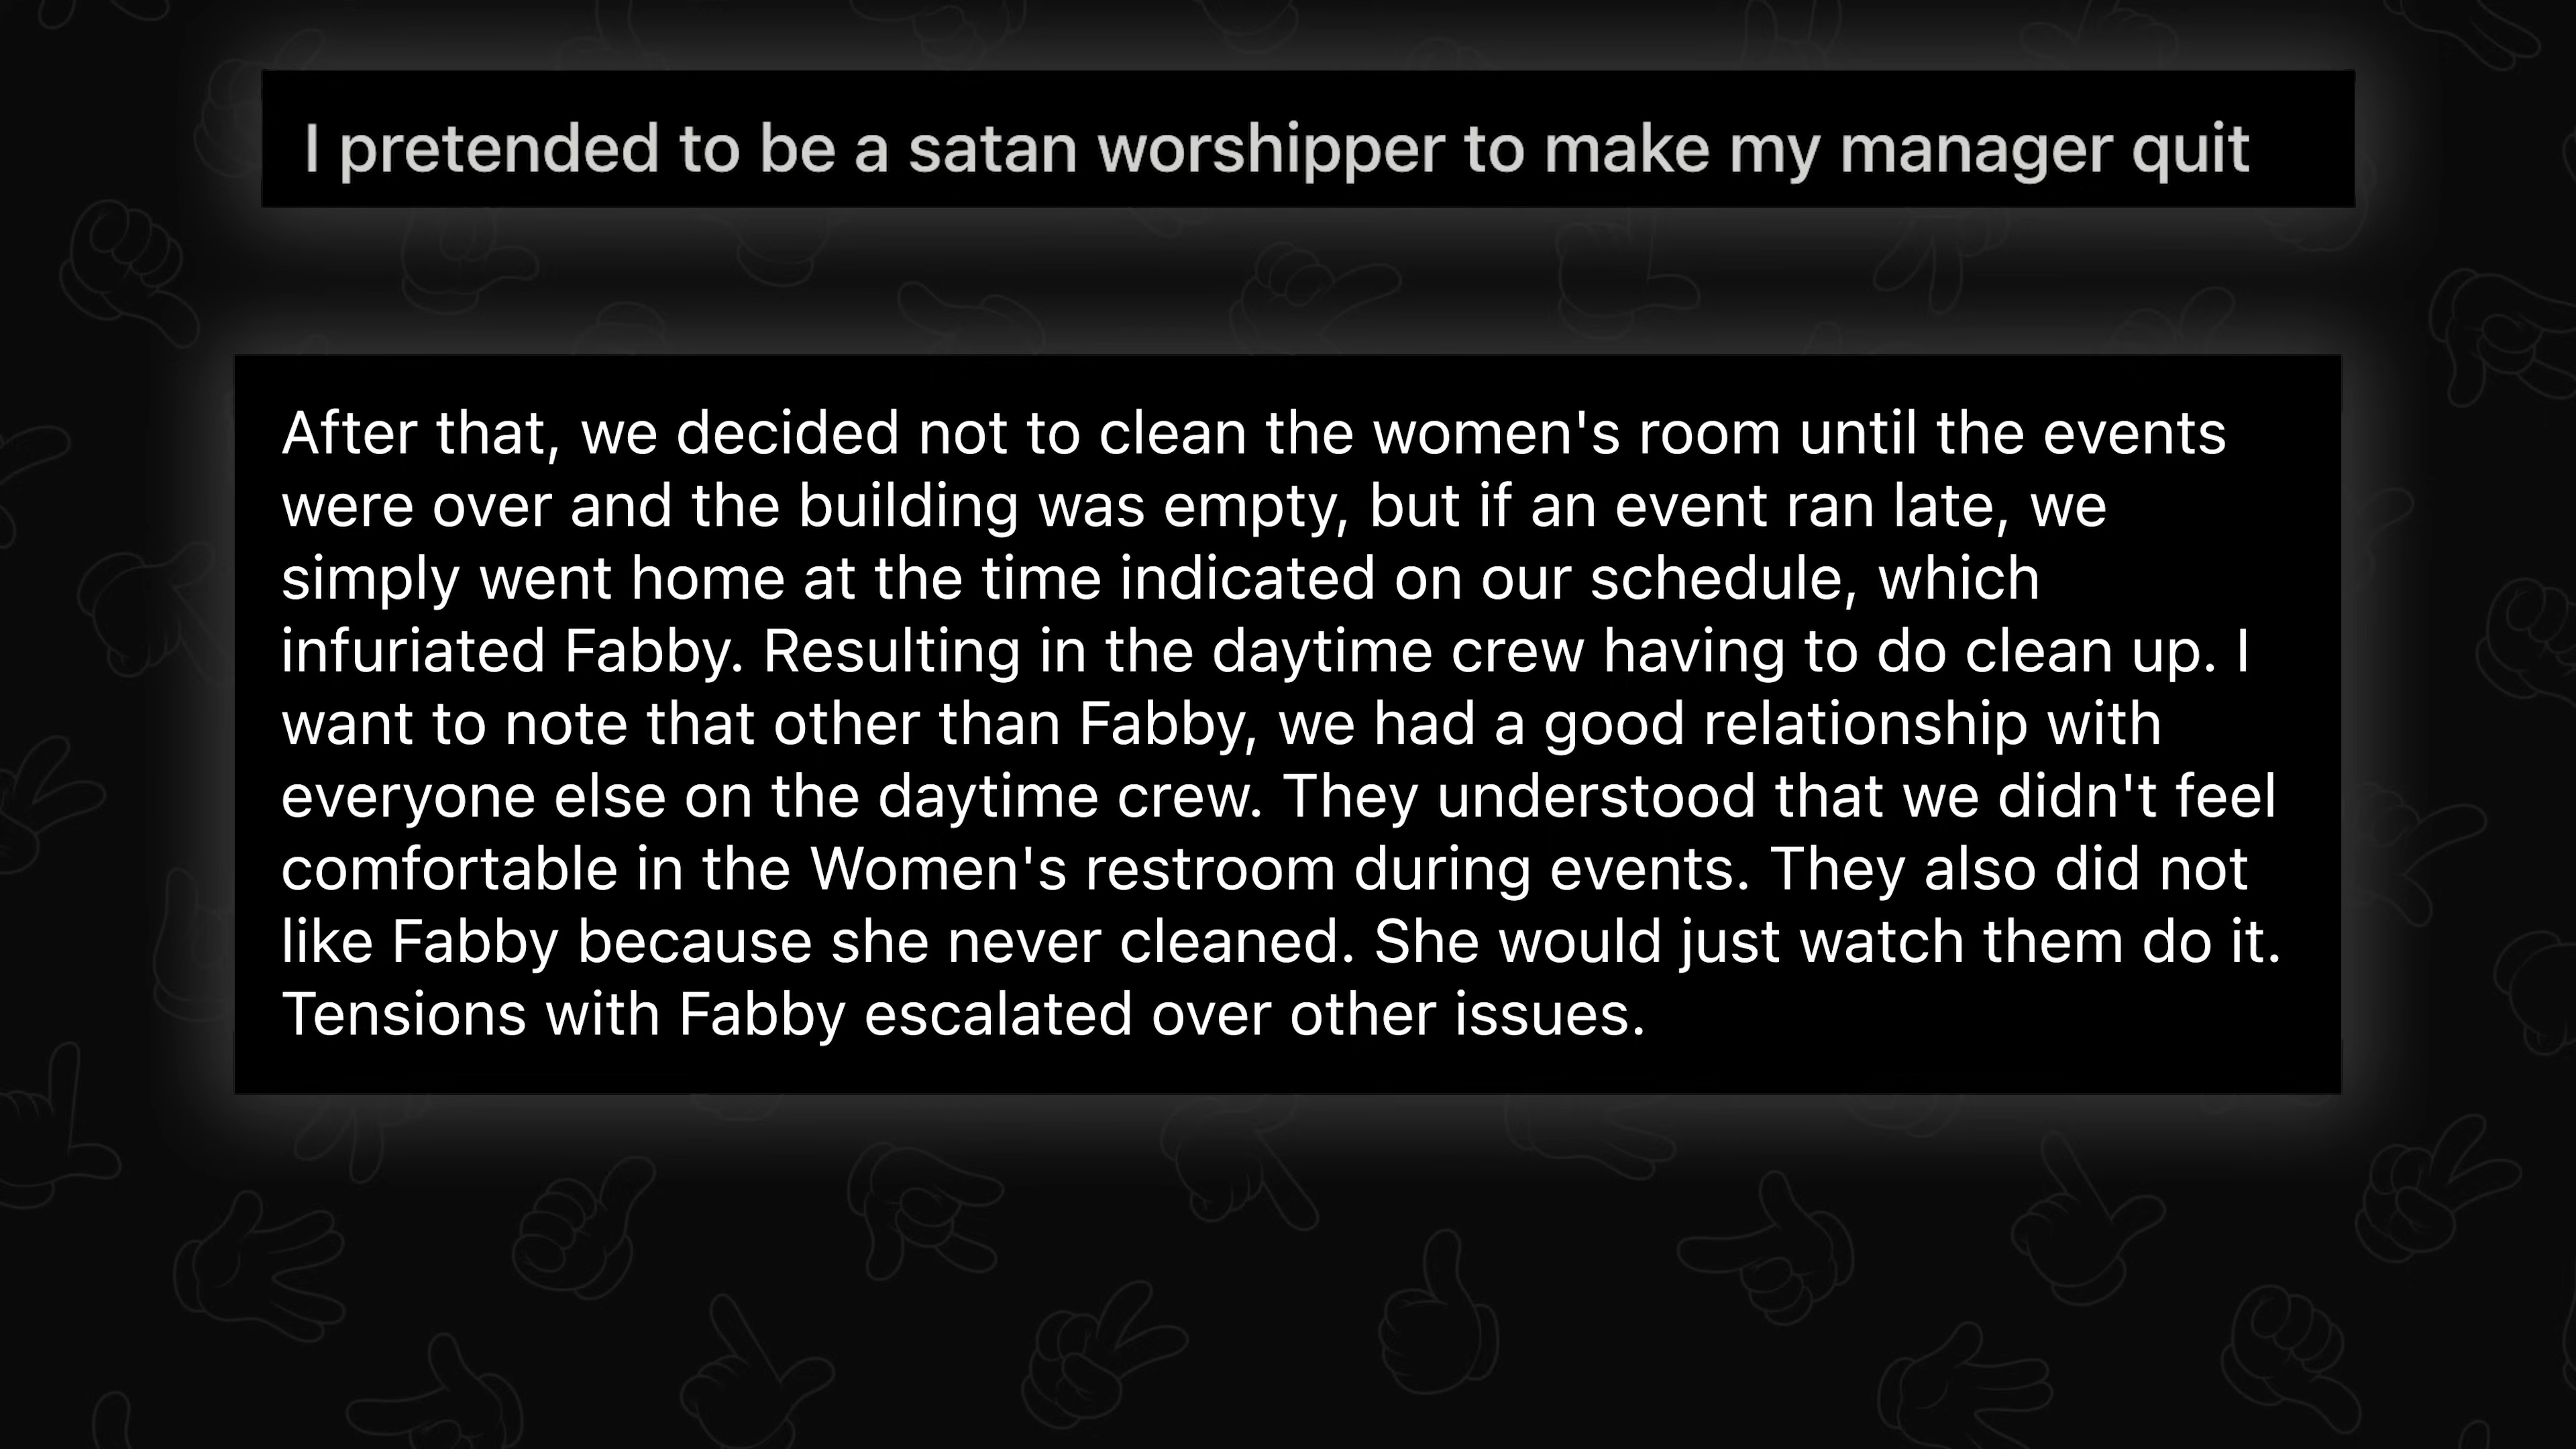 I pretended to be a satan worshipper to make my manager quit
After that, we decided not to clean the women's room until the events
were over and the building was empty, but if an event ran late, we
simply went home at the time indicated on our schedule, which
infuriated Fabby. Resulting in the daytime crew having to do clean up. I
want to note that other than Fabby, we had a good relationship with
everyone else on the daytime crew. They understood that we didn't feel
comfortable in the Women's restroom during events. They also did not
like Fabby because she never cleaned. She would just watch them do it.
Tensions with Fabby escalated over other issues.